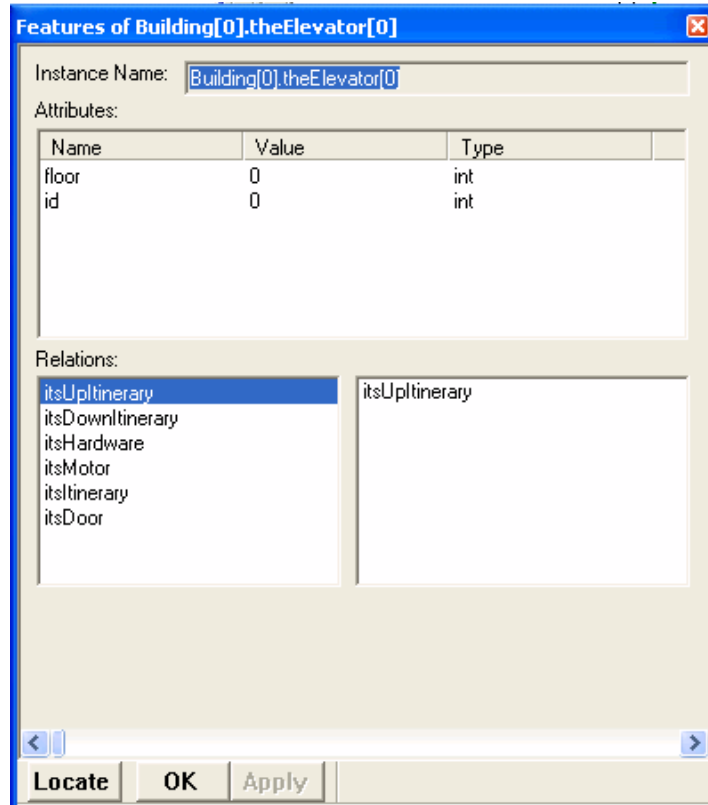 Features of Building[0].theElevator[0]
Instance Name: Building[0].theElevator[0]
Attributes:
Name Value Type
floor 0 int
id 0 int
Relations:
itsUpItinerary itsUpItinerary
itsDownItinerary
itsHardware
itsMotor
itsItinerary
itsDoor
Locate OK Apply